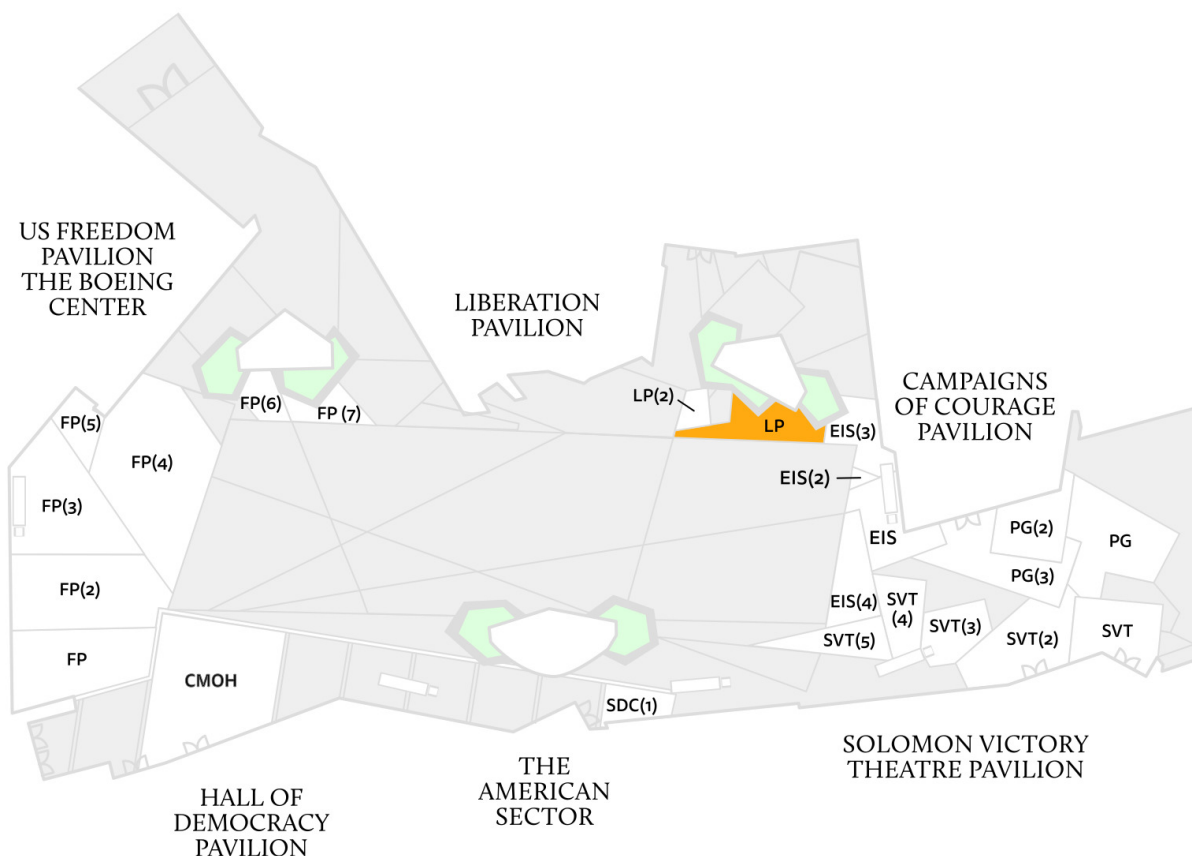 US FREEDOM
PAVILION
THE BOEING
CENTER
LIBERATION
PAVILION
CAMPAIGNS
OF COURAGE
PAVILION
LP(2)
LP
EIS(3)
FP(6)
FP (7)
FP(5)
FP(4)
EIS(2)
FP(3)
EIS
PG(2)
PG
PG(3)
FP(2)
EIS(4)
SVT
(4)
SVT(3)
SVT(2)
SVT
SVT(5)
FP
CMOH
SDC(1)
SOLOMON VICTORY
THEATRE PAVILION
THE
AMERICAN
SECTOR
HALL OF
DEMOCRACY
PAVILION